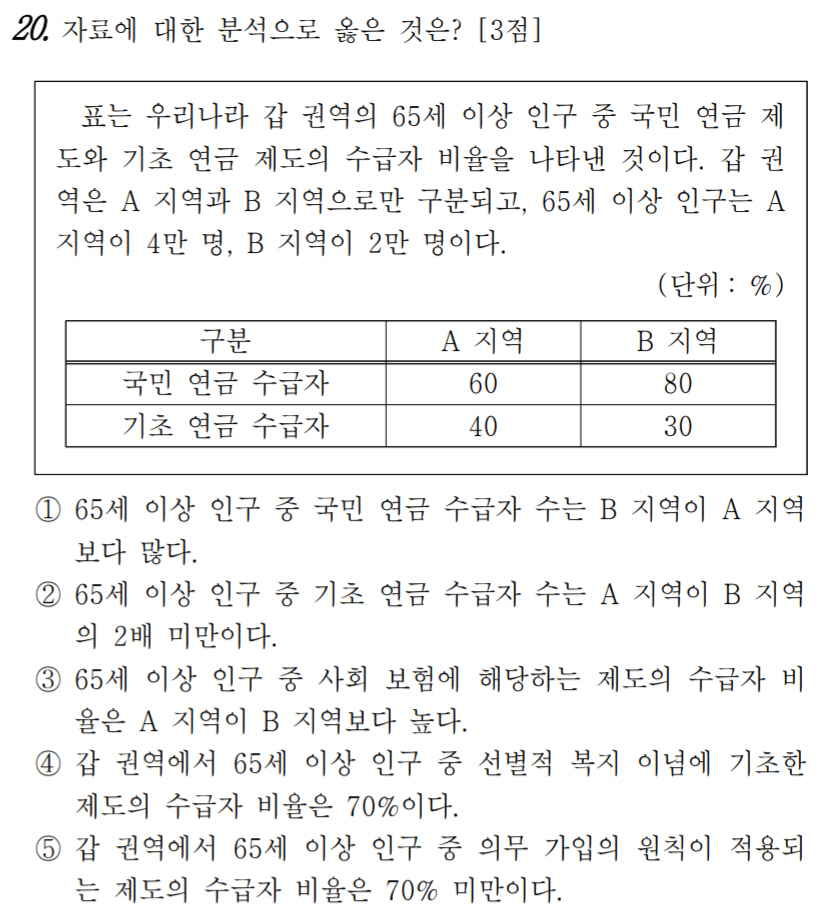 20. 자료에 대한 분석으로 옳은 것은? [3점]
표는 우리나라 갑 권역의 65세 이상 인구 중 국민 연금 제
도와 기초 연금 제도의 수급자 비율을 나타낸 것이다. 갑 권
역은 A 지역과 B 지역으로만 구분되고, 65세 이상 인구는 A
지역이 4만 명, B 지역이 2만 명이다.
(단위 : %)
구분 A 지역 B 지역
국민 연금 수급자 60 80
기초 연금 수급자 40 30
① 65세 이상 인구 중 국민 연금 수급자 수는 B 지역이 A 지역
보다 많다.
② 65세 이상 인구 중 기초 연금 수급자 수는 A 지역이 B 지역
의 2배 미만이다.
③ 65세 이상 인구 중 사회 보험에 해당하는 제도의 수급자 비
율은 A 지역이 B 지역보다 높다.
④ 갑 권역에서 65세 이상 인구 중 선별적 복지 이념에 기초한
제도의 수급자 비율은 70%이다.
⑤ 갑 권역에서 65세 이상 인구 중 의무 가입의 원칙이 적용되
는 제도의 수급자 비율은 70% 미만이다.